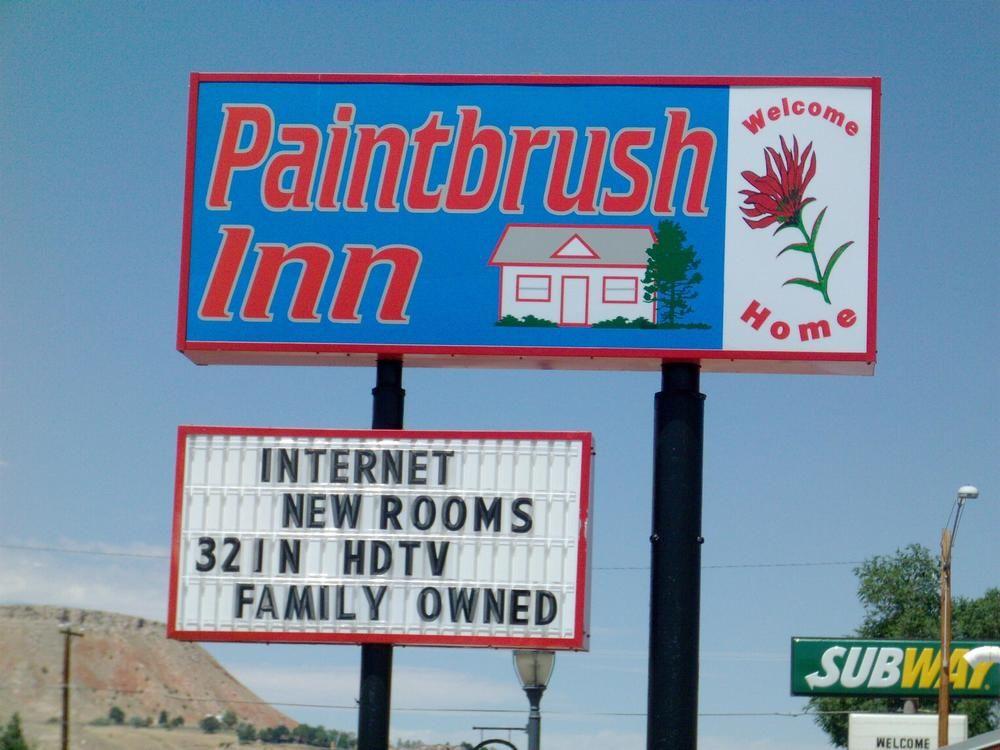 Paintbrush
Inn
Welcome
Home
INTERNET
NEW ROOMS
32IN HDTV
FAMILY OWNED
SUBWAY
WELCOME